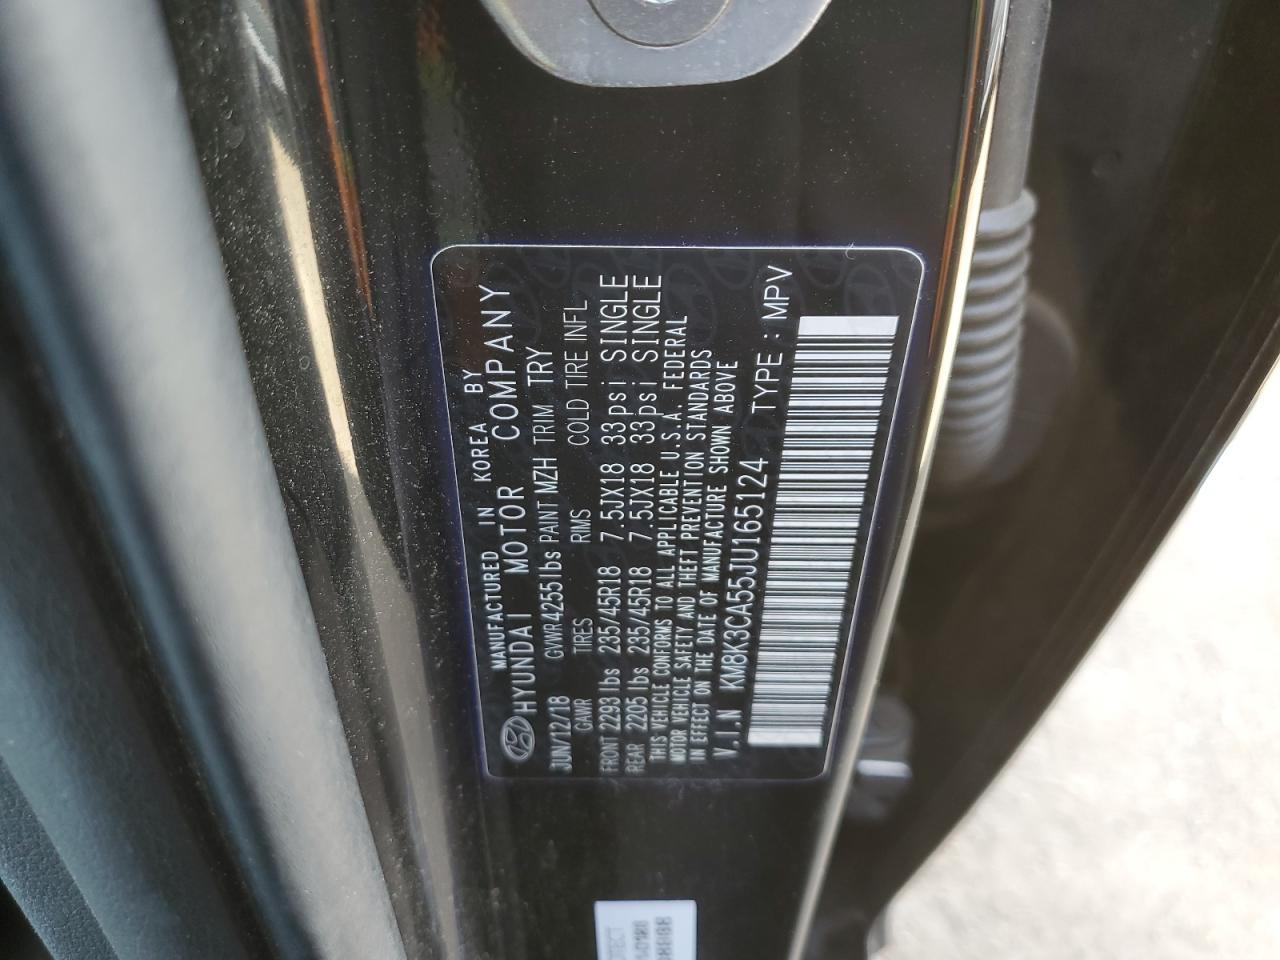 MANUFACTURED IN KOREA BY
HYUNDAI MOTOR COMPANY
JUN/12/18 GVWR 4255lbs PAINT MZH TRIM TRY
GAWR TIRES RIMS COLD TIRE INFL
FRONT 2293lbs 235/45R18 7.5JX18 33psi SINGLE
REAR 2205lbs 235/45R18 7.5JX18 33psi SINGLE
THIS VEHICLE CONFORMS TO ALL APPLICABLE U.S.A. FEDERAL
MOTOR VEHICLE SAFETY AND THEFT PREVENTION STANDARDS
IN EFFECT ON THE DATE OF MANUFACTURE SHOWN ABOVE
V.I.N KM8K3CA55JU165124 TYPE : MPV